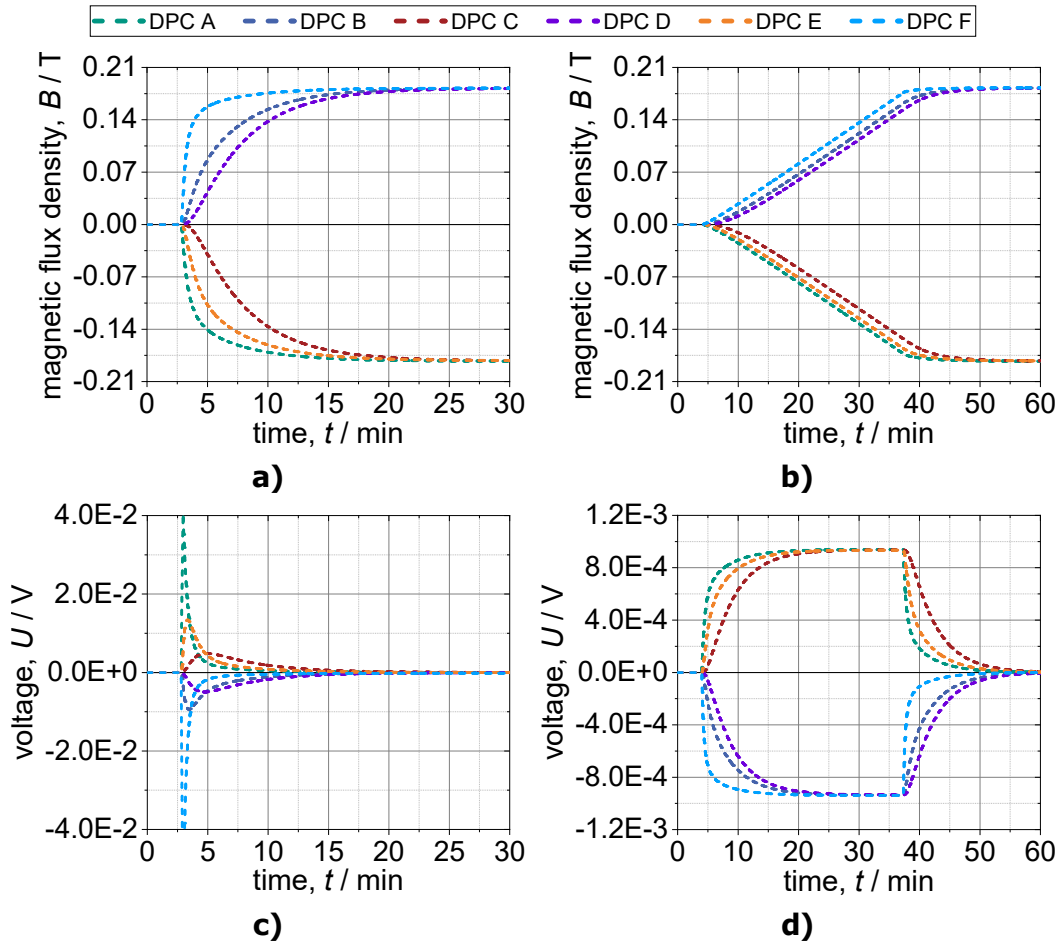 DPC A DPC B DPC C DPC D DPC E DPC F
magnetic flux density, B / T
0.21
0.14
0.07
0.00
-0.07
-0.14
-0.21
0 5 10 15 20 25 30
time, t / min
a)
magnetic flux density, B / T
0.21
0.14
0.07
0.00
-0.07
-0.14
-0.21
0 10 20 30 40 50 60
time, t / min
b)
voltage, U / V
4.0E-2
2.0E-2
0.0E+0
-2.0E-2
-4.0E-2
0 5 10 15 20 25 30
time, t / min
c)
voltage, U / V
1.2E-3
8.0E-4
4.0E-4
0.0E+0
-4.0E-4
-8.0E-4
-1.2E-3
0 10 20 30 40 50 60
time, t / min
d)